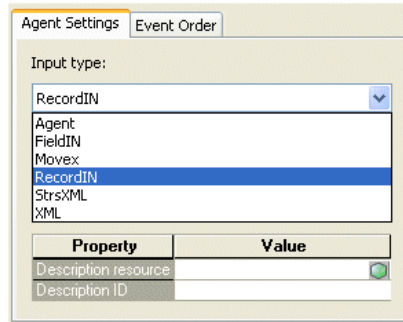 Agent Settings Event Order
Input type:
RecordIN
Agent
FieldIN
Movex
RecordIN
StrsXML
XML
Property Value
Description resource
Description ID